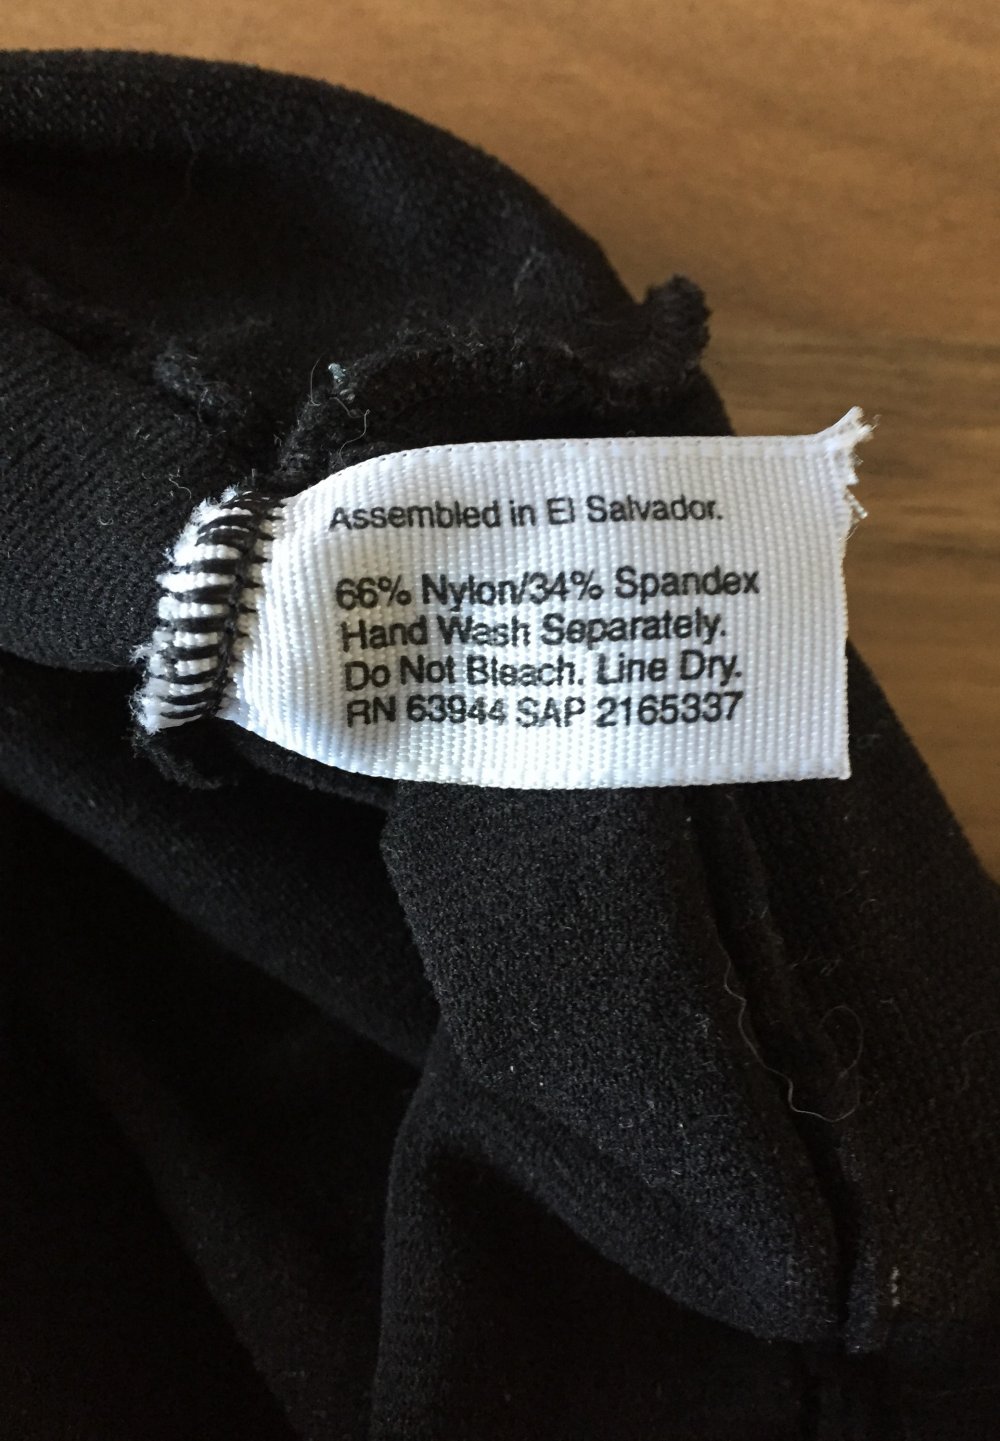 Assembled in El Salvador.
66% Nylon/34% Spandex
Hand Wash Separately.
Do Not Bleach. Line Dry.
RN 63944 SAP 2165337